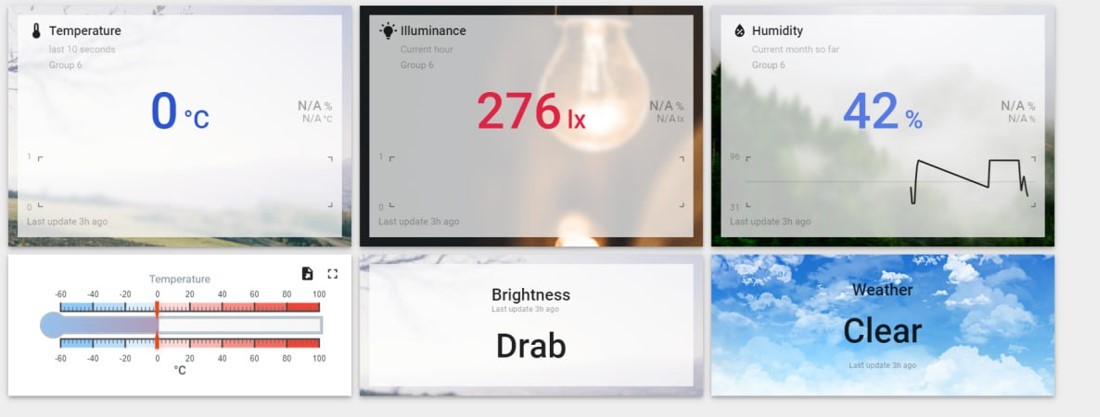 Temperature
last 10 seconds
Group 6
0 °C
N/A %
N/A °C
1
0
Last update 3h ago
Illuminance
Current hour
Group 6
276 lx
N/A %
N/A lx
1
0
Last update 3h ago
Humidity
Current month so far
Group 6
42 %
N/A %
N/A %
96
31
Last update 3h ago
Temperature
-60 -40 -20 0 20 40 60 80 100
-60 -40 -20 0 20 40 60 80 100
°C
Brightness
Last update 3h ago
Drab
Weather
Clear
Last update 3h ago